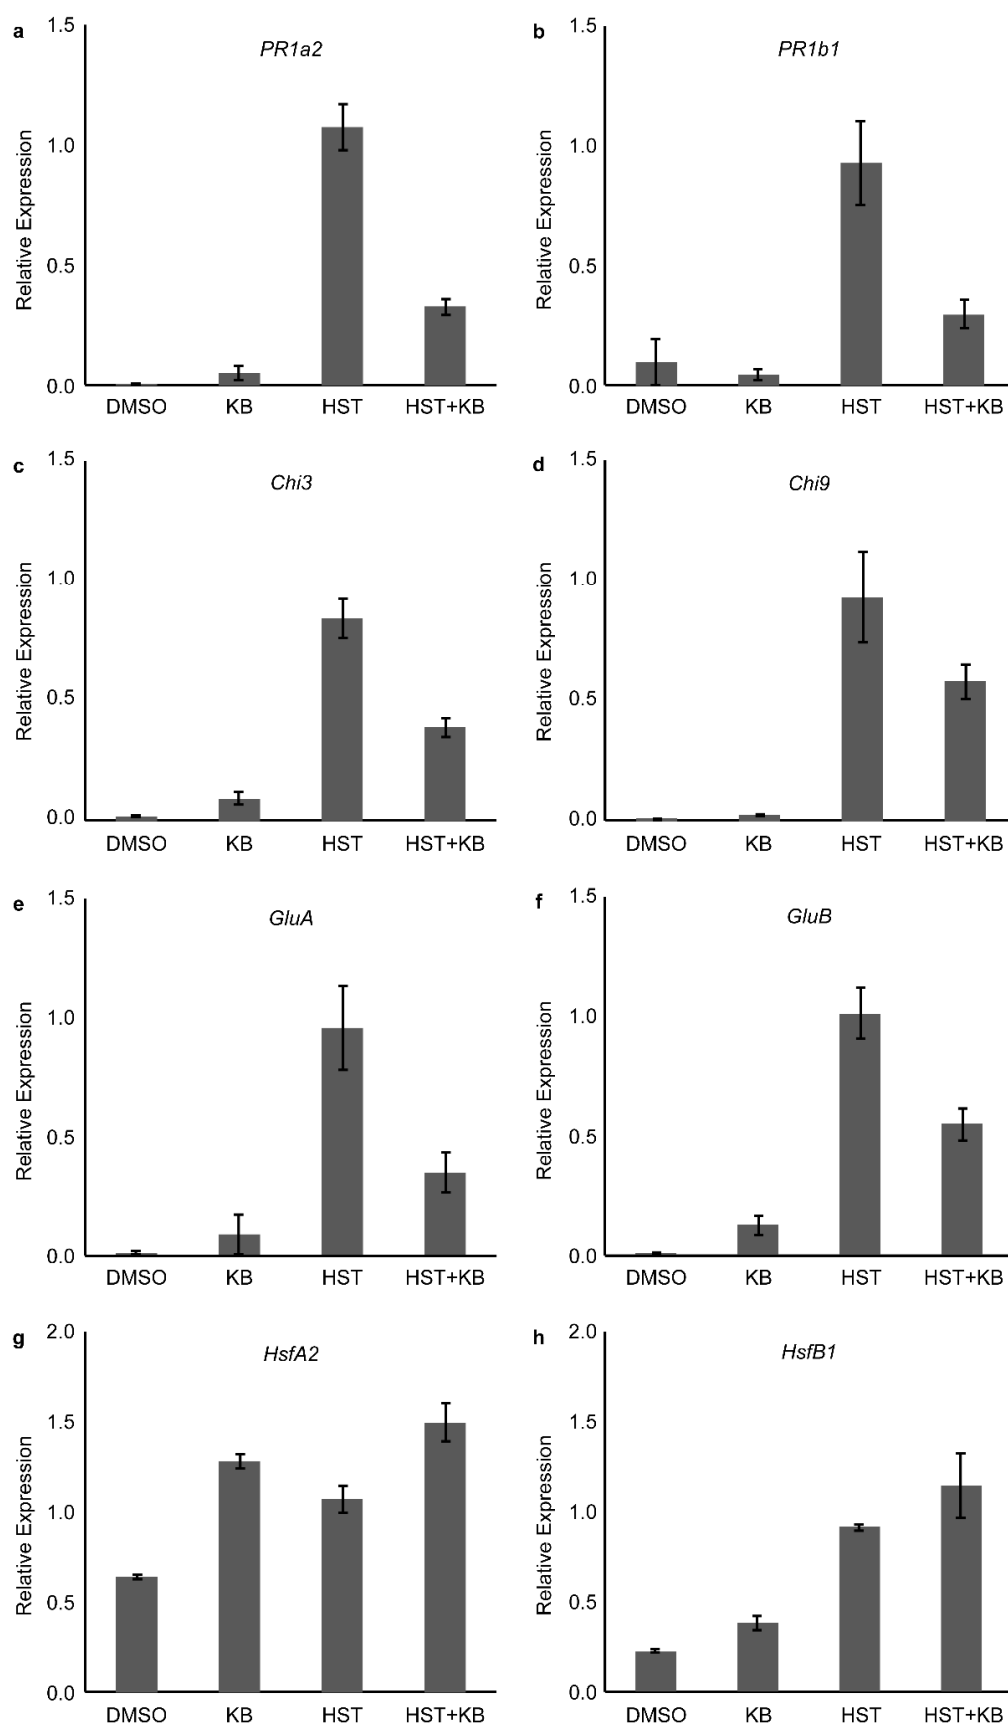 a
PR1a2
Relative Expression
1.5
1.0
0.5
0.0
DMSO KB HST HST+KB
b
PR1b1
Relative Expression
1.5
1.0
0.5
0.0
DMSO KB HST HST+KB
c
Chi3
Relative Expression
1.5
1.0
0.5
0.0
DMSO KB HST HST+KB
d
Chi9
Relative Expression
1.5
1.0
0.5
0.0
DMSO KB HST HST+KB
e
GluA
Relative Expression
1.5
1.0
0.5
0.0
DMSO KB HST HST+KB
f
GluB
Relative Expression
1.5
1.0
0.5
0.0
DMSO KB HST HST+KB
g
HsfA2
Relative Expression
2.0
1.5
1.0
0.5
0.0
DMSO KB HST HST+KB
h
HsfB1
Relative Expression
2.0
1.5
1.0
0.5
0.0
DMSO KB HST HST+KB